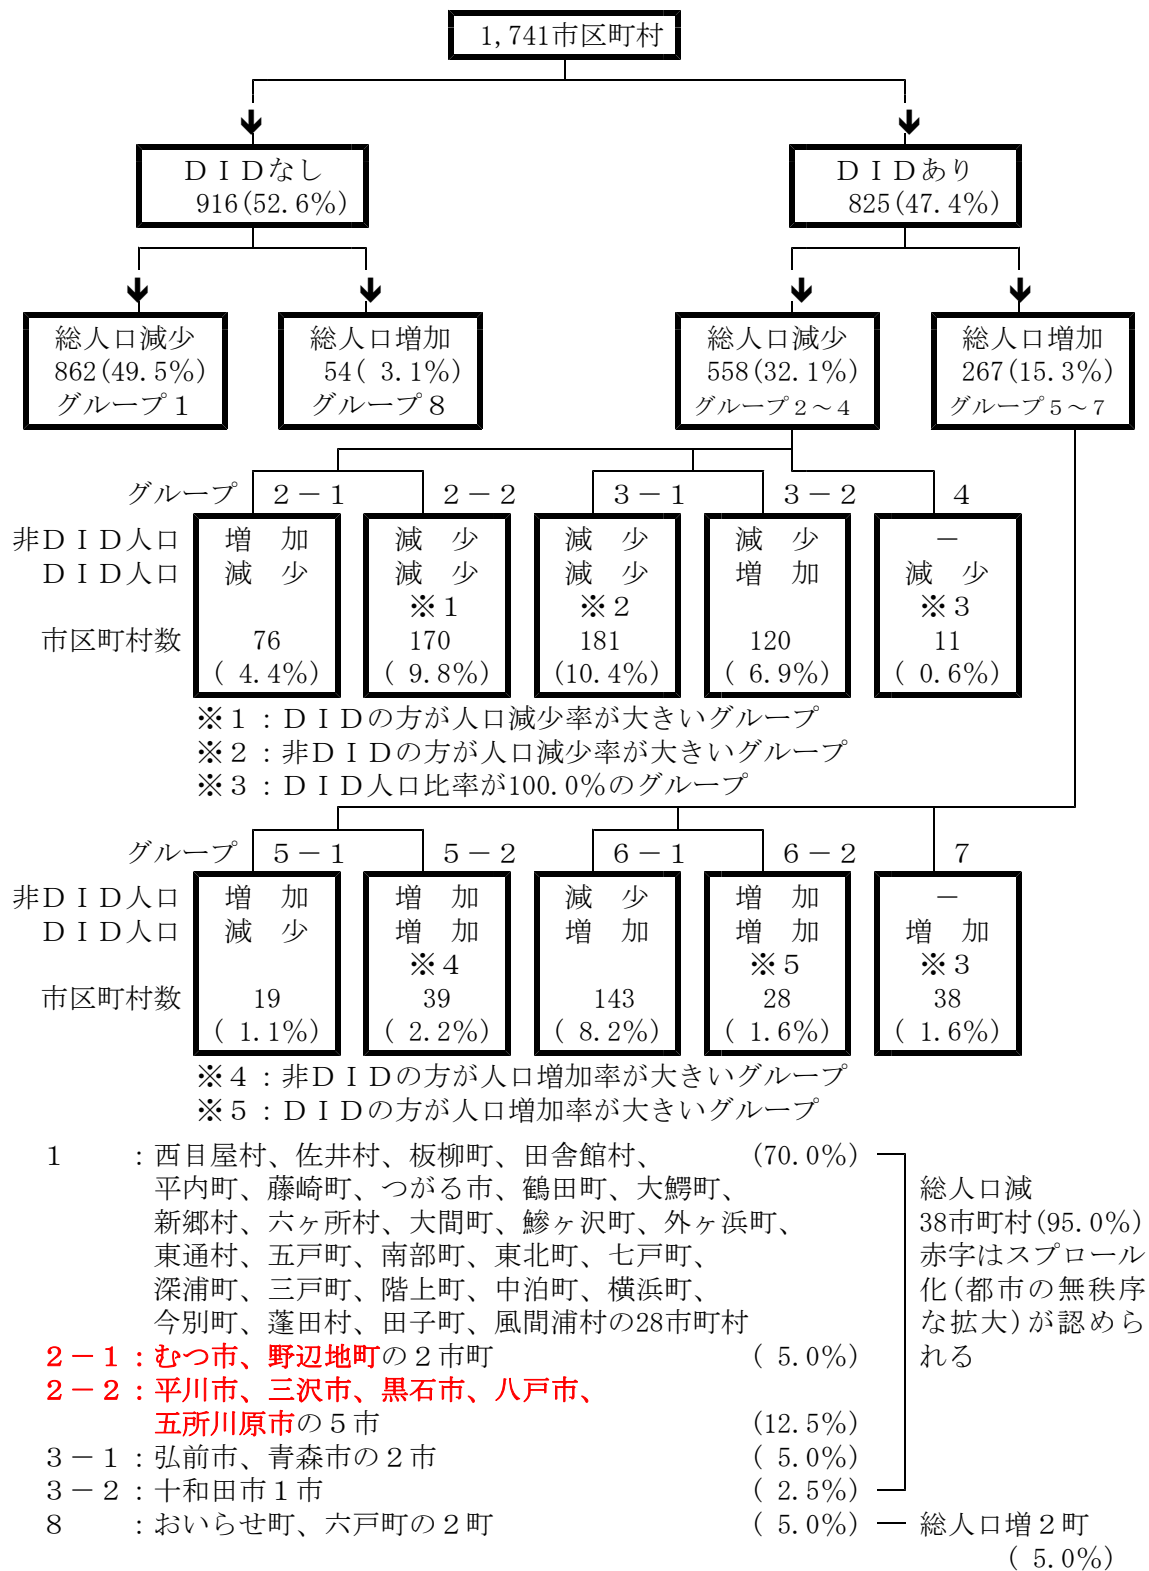 1,741市区町村
ＤＩＤなし
916(52.6%)
ＤＩＤあり
825(47.4%)
総人口減少
862(49.5%)
グループ１
総人口増加
54( 3.1%)
グループ８
総人口減少
558(32.1%)
グループ２～４
総人口増加
267(15.3%)
グループ５～７
グループ ２－１ ２－２ ３－１ ３－２ ４
非ＤＩＤ人口 増 加 減 少 減 少 減 少 －
ＤＩＤ人口 減 少 減 少 減 少 増 加 減 少
※１ ※２ ※３
市区町村数 76 170 181 120 11
( 4.4%) ( 9.8%) (10.4%) ( 6.9%) ( 0.6%)
※１：ＤＩＤの方が人口減少率が大きいグループ
※２：非ＤＩＤの方が人口減少率が大きいグループ
※３：ＤＩＤ人口比率が100.0%のグループ
グループ ５－１ ５－２ ６－１ ６－２ ７
非ＤＩＤ人口 増 加 増 加 減 少 増 加 －
ＤＩＤ人口 減 少 増 加 増 加 増 加 増 加
※４ ※５ ※３
市区町村数 19 39 143 28 38
( 1.1%) ( 2.2%) ( 8.2%) ( 1.6%) ( 1.6%)
※４：非ＤＩＤの方が人口増加率が大きいグループ
※５：ＤＩＤの方が人口増加率が大きいグループ
１ ：西目屋村、佐井村、板柳町、田舎館村、 (70.0%)
平内町、藤崎町、つがる市、鶴田町、大鰐町、
新郷村、六ヶ所村、大間町、鰺ヶ沢町、外ヶ浜町、
東通村、五戸町、南部町、東北町、七戸町、
深浦町、三戸町、階上町、中泊町、横浜町、
今別町、蓬田村、田子町、風間浦村の28市町村
２－１：むつ市、野辺地町の２市町 ( 5.0%)
２－２：平川市、三沢市、黒石市、八戸市、
五所川原市の５市 (12.5%)
３－１：弘前市、青森市の２市 ( 5.0%)
３－２：十和田市１市 ( 2.5%)
総人口減
38市町村(95.0%)
赤字はスプロール
化(都市の無秩序
な拡大)が認めら
れる
８ ：おいらせ町、六戸町の２町 ( 5.0%) 総人口増２町
( 5.0%)